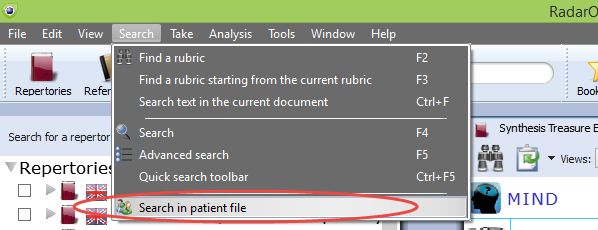 RadarO
File Edit View Search Take Analysis Tools Window Help
Find a rubric F2
Find a rubric starting from the current rubric F3
Search text in the current document Ctrl+F
Search F4
Advanced search F5
Quick search toolbar Ctrl+F5
Search in patient file
Repertories Refer Book
Search for a repertor
Synthesis Treasure E
Views:
Repertories
MIND